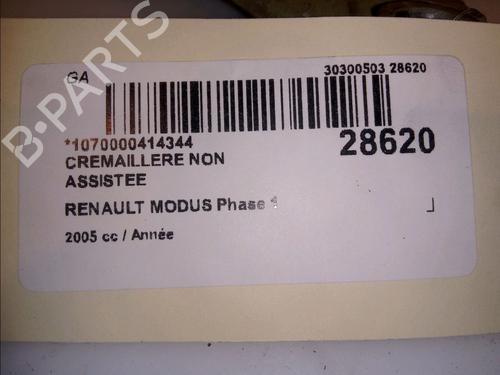 GA
30300503 28620
*1070000414344
28620
CREMAILLERE NON
ASSISTEE
RENAULT MODUS Phase 1
2005 cc / Année
B-PARTS